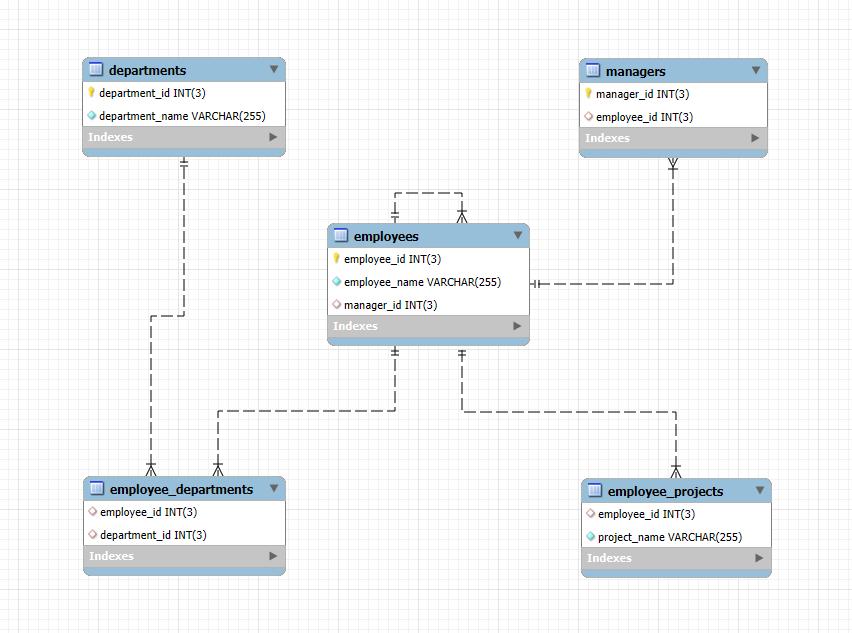 departments
department_id INT(3)
department_name VARCHAR(255)
Indexes
managers
manager_id INT(3)
employee_id INT(3)
Indexes
employees
employee_id INT(3)
employee_name VARCHAR(255)
manager_id INT(3)
Indexes
employee_departments
employee_id INT(3)
department_id INT(3)
Indexes
employee_projects
employee_id INT(3)
project_name VARCHAR(255)
Indexes